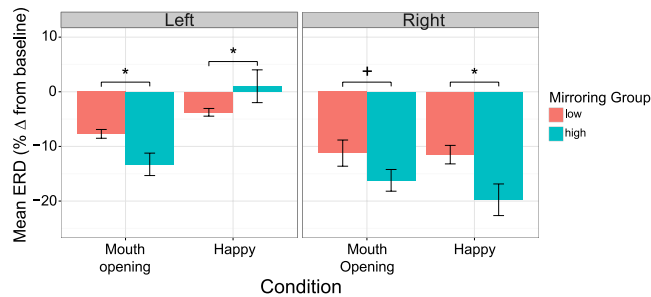 Left
Right
Mean ERD (% Δ from baseline)
10
0
−10
−20
*
*
+
*
Mouth
opening
Happy
Mouth
Opening
Happy
Condition
Mirroring Group
low
high